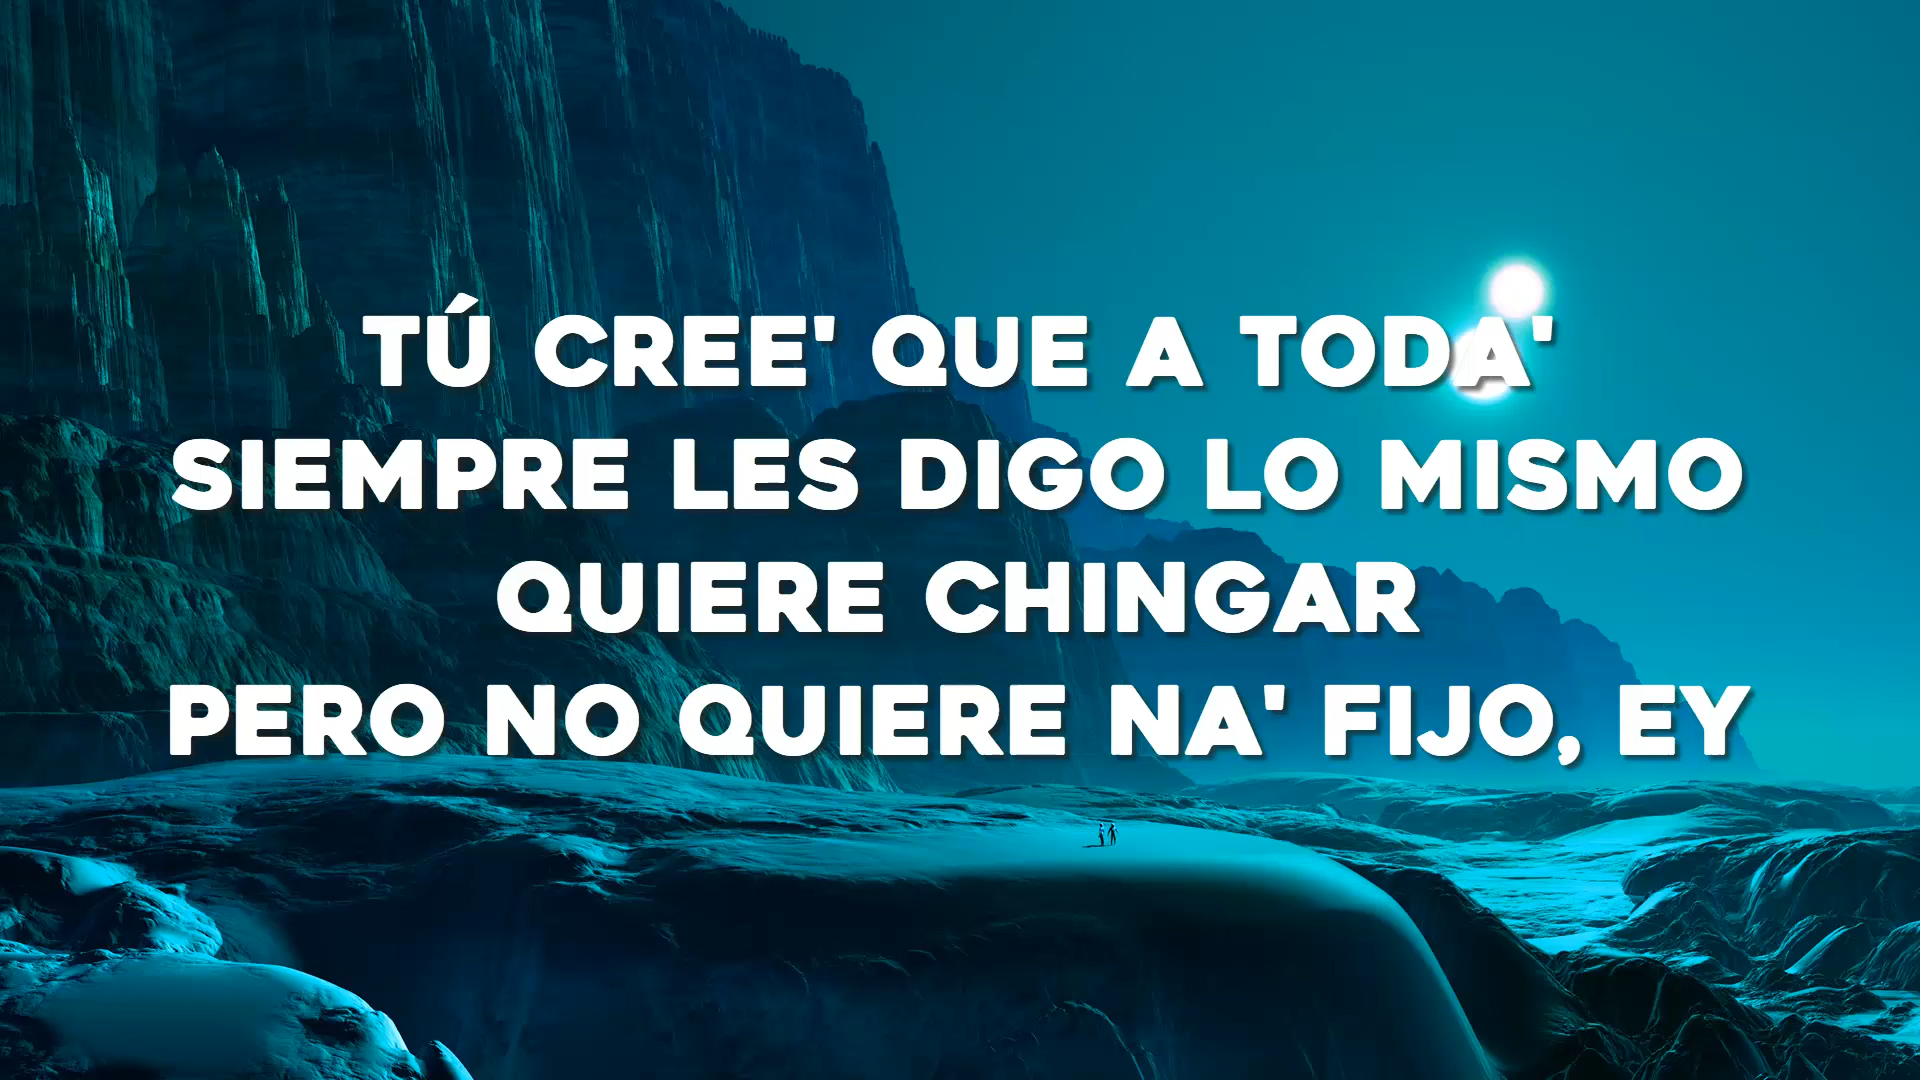 TÚ CREE' QUE A TODA'
SIEMPRE LES DIGO LO MISMO
QUIERE CHINGAR
PERO NO QUIERE NA' FIJO, EY